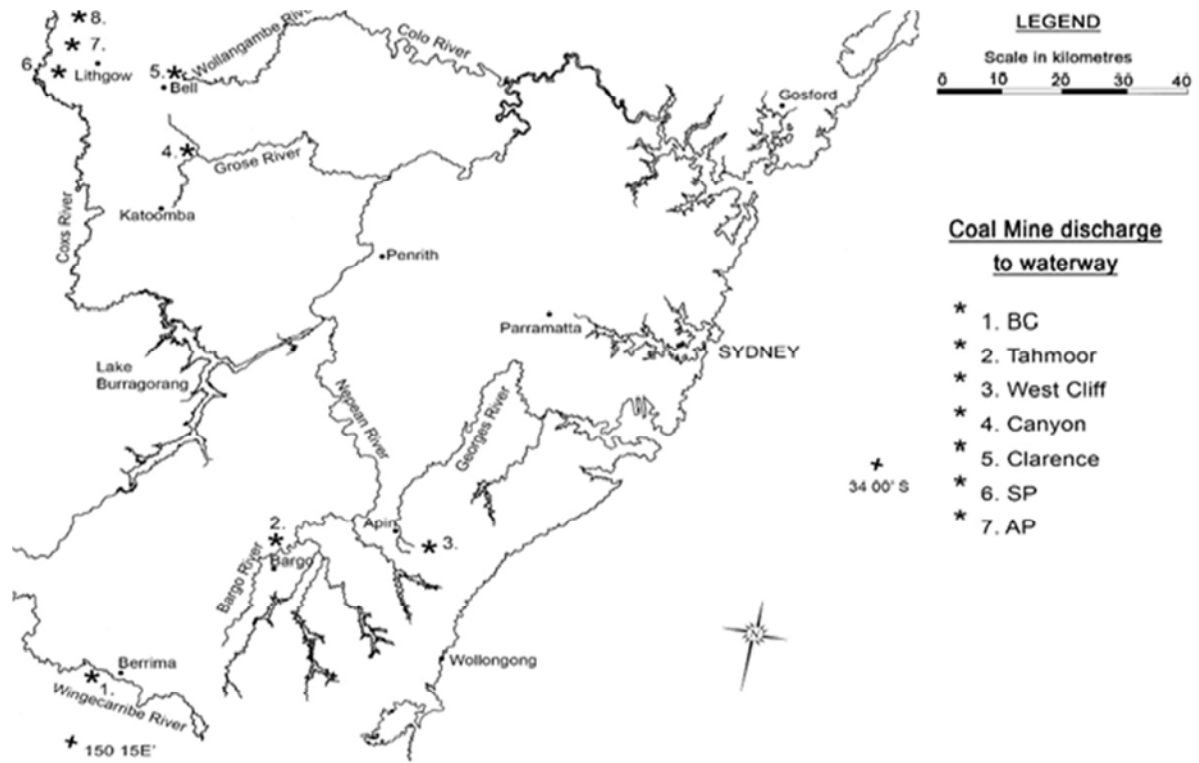 8.
7.
6.
Lithgow
5.
Wollangambe River
Bell
Colo River
Gosford
4.
Grose River
Katoomba
Coxs River
Penrith
Parramatta
SYDNEY
Lake
Burragorang
Nepean River
Georges River
Apin
2.
3.
Bargo River
Bargo
Berrima
1.
Wingecarribe River
Wollongong
150 15E'
34 00' S
N
LEGEND
Scale in kilometres
0 10 20 30 40
Coal Mine discharge
to waterway
* 1. BC
* 2. Tahmoor
* 3. West Cliff
* 4. Canyon
* 5. Clarence
* 6. SP
* 7. AP